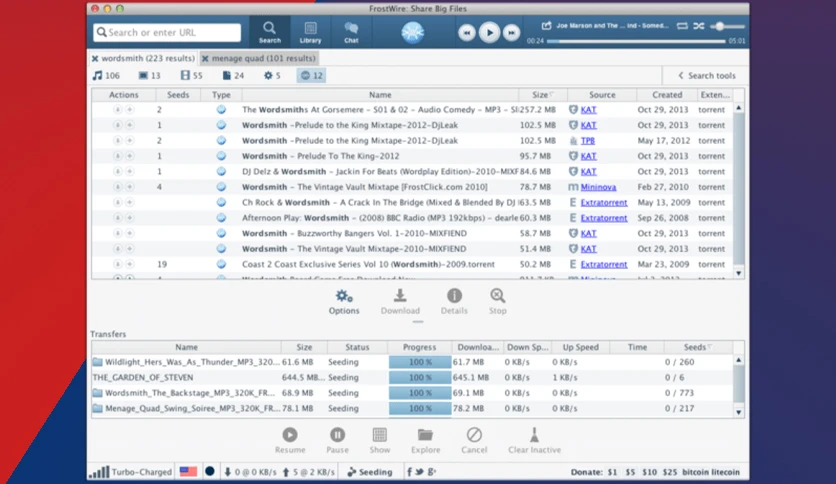 FrostWire: Share Big Files
Search or enter URL
Search Library Chat
Joe Marson and The ... ind - Somed...
00:24 05:01
wordsmith (223 results) menage quad (101 results)
106 13 55 24 5 12 Search tools
Actions Seeds Type Name Size Source Created Exten...
2 The Wordsmiths At Gorsemere - S01 & 02 - Audio Comedy - MP3 - Sl 257.2 MB KAT Oct 29, 2013 torrent
1 Wordsmith -Prelude to the King Mixtape-2012-DjLeak 102.5 MB KAT Oct 29, 2013 torrent
2 Wordsmith -Prelude to the King Mixtape-2012-DjLeak 102.5 MB TPB May 17, 2012 torrent
1 Wordsmith - Prelude To The King-2012 95.7 MB KAT Oct 29, 2013 torrent
1 DJ Delz & Wordsmith - Jackin For Beats (Wordplay Edition)-2010-MIXF 84.6 MB KAT Oct 29, 2013 torrent
4 Wordsmith - The Vintage Vault Mixtape [FrostClick.com 2010] 78.7 MB Mininova Feb 27, 2010 torrent
Ch Rock & Wordsmith - A Crack In The Bridge (Mixed & Blended By DJ 63.5 MB Extratorrent May 13, 2009 torrent
Afternoon Play: Wordsmith - (2008) BBC Radio (MP3 192kbps) - dearle 60.3 MB Extratorrent Sep 26, 2008 torrent
Wordsmith - Buzzworthy Bangers Vol. 1-2010-MIXFIEND 58.7 MB KAT Oct 29, 2013 torrent
Wordsmith - The Vintage Vault Mixtape-2010-MIXFIEND 51.4 MB KAT Oct 29, 2013 torrent
19 Coast 2 Coast Exclusive Series Vol 10 (Wordsmith)-2009.torrent 50.2 MB Extratorrent Mar 23, 2009 torrent
Options Download Details Stop
Transfers
Name Size Status Progress Downloa... Down Sp... Up Speed Time Seeds
Wildlight_Hers_Was_As_Thunder_MP3_320... 61.6 MB Seeding 100 % 61.7 MB 0 KB/s 0 KB/s 0 / 260
THE_GARDEN_OF_STEVEN 644.5 MB... Seeding 100 % 645.1 MB 0 KB/s 1 KB/s 0 / 6
Wordsmith_The_Backstage_MP3_320K_FR... 68.9 MB Seeding 100 % 69.1 MB 0 KB/s 0 KB/s 0 / 773
Menage_Quad_Swing_Soiree_MP3_320K_FR... 78.1 MB Seeding 100 % 78.2 MB 0 KB/s 0 KB/s 0 / 217
Resume Pause Show Explore Cancel Clear Inactive
Turbo-Charged 0 @ 0 KB/s 5 @ 2 KB/s Seeding f g+ Donate: $1 $5 $10 $25 bitcoin litecoin